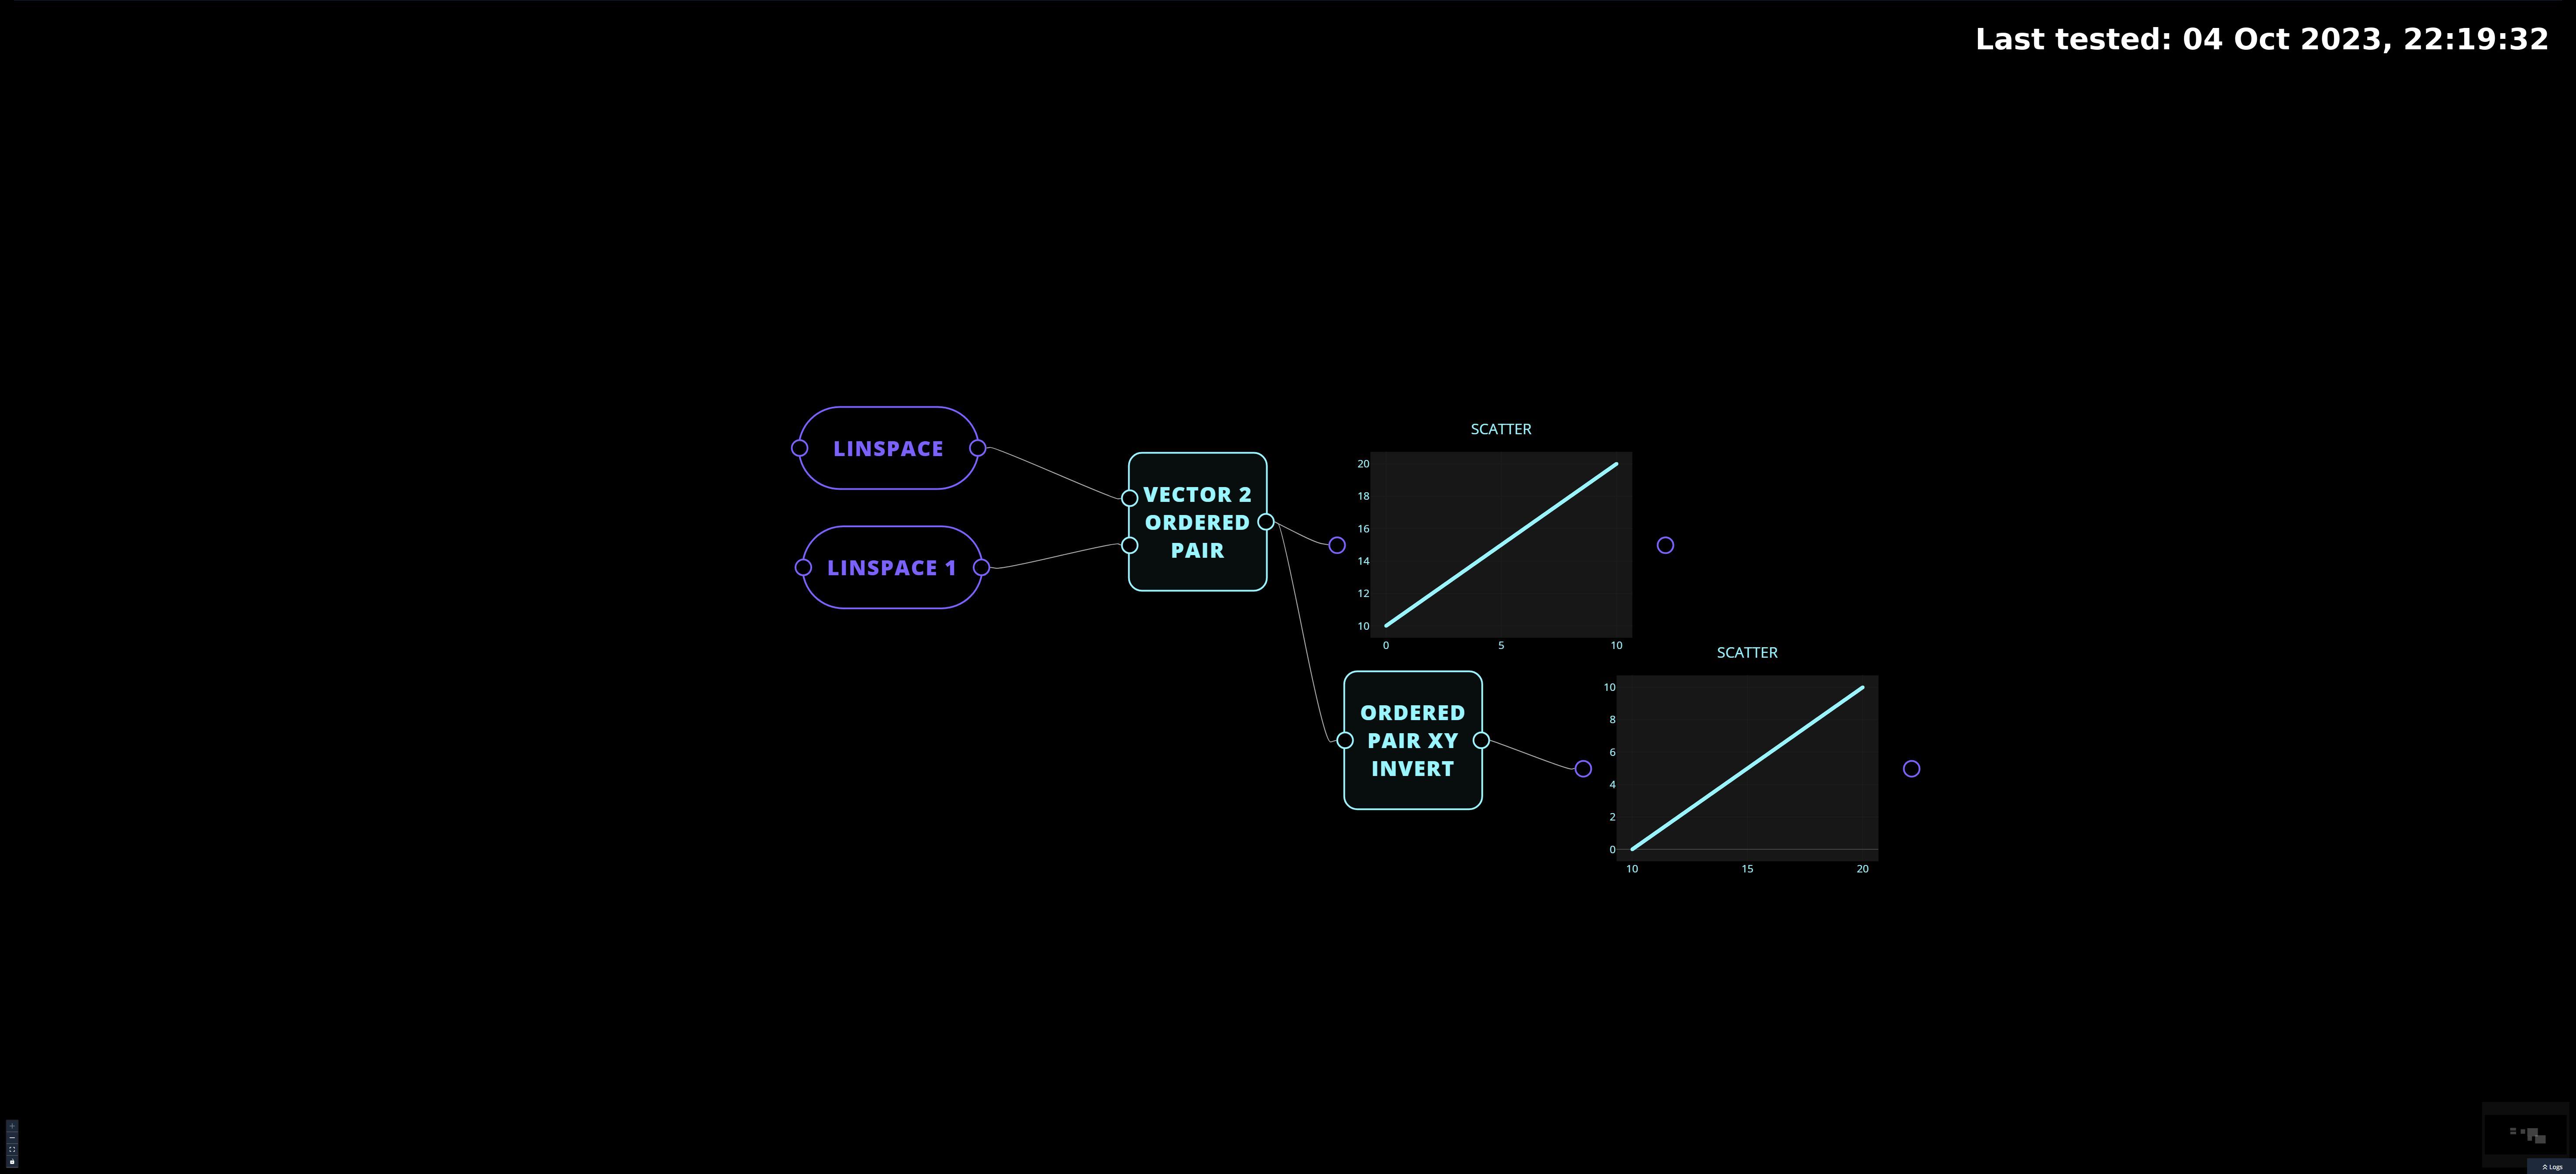 Last tested: 04 Oct 2023, 22:19:32
LINSPACE
LINSPACE 1
VECTOR 2
ORDERED
PAIR
SCATTER
20
18
16
14
12
10
0 5 10
ORDERED
PAIR XY
INVERT
SCATTER
10
8
6
4
2
0
10 15 20
Logs